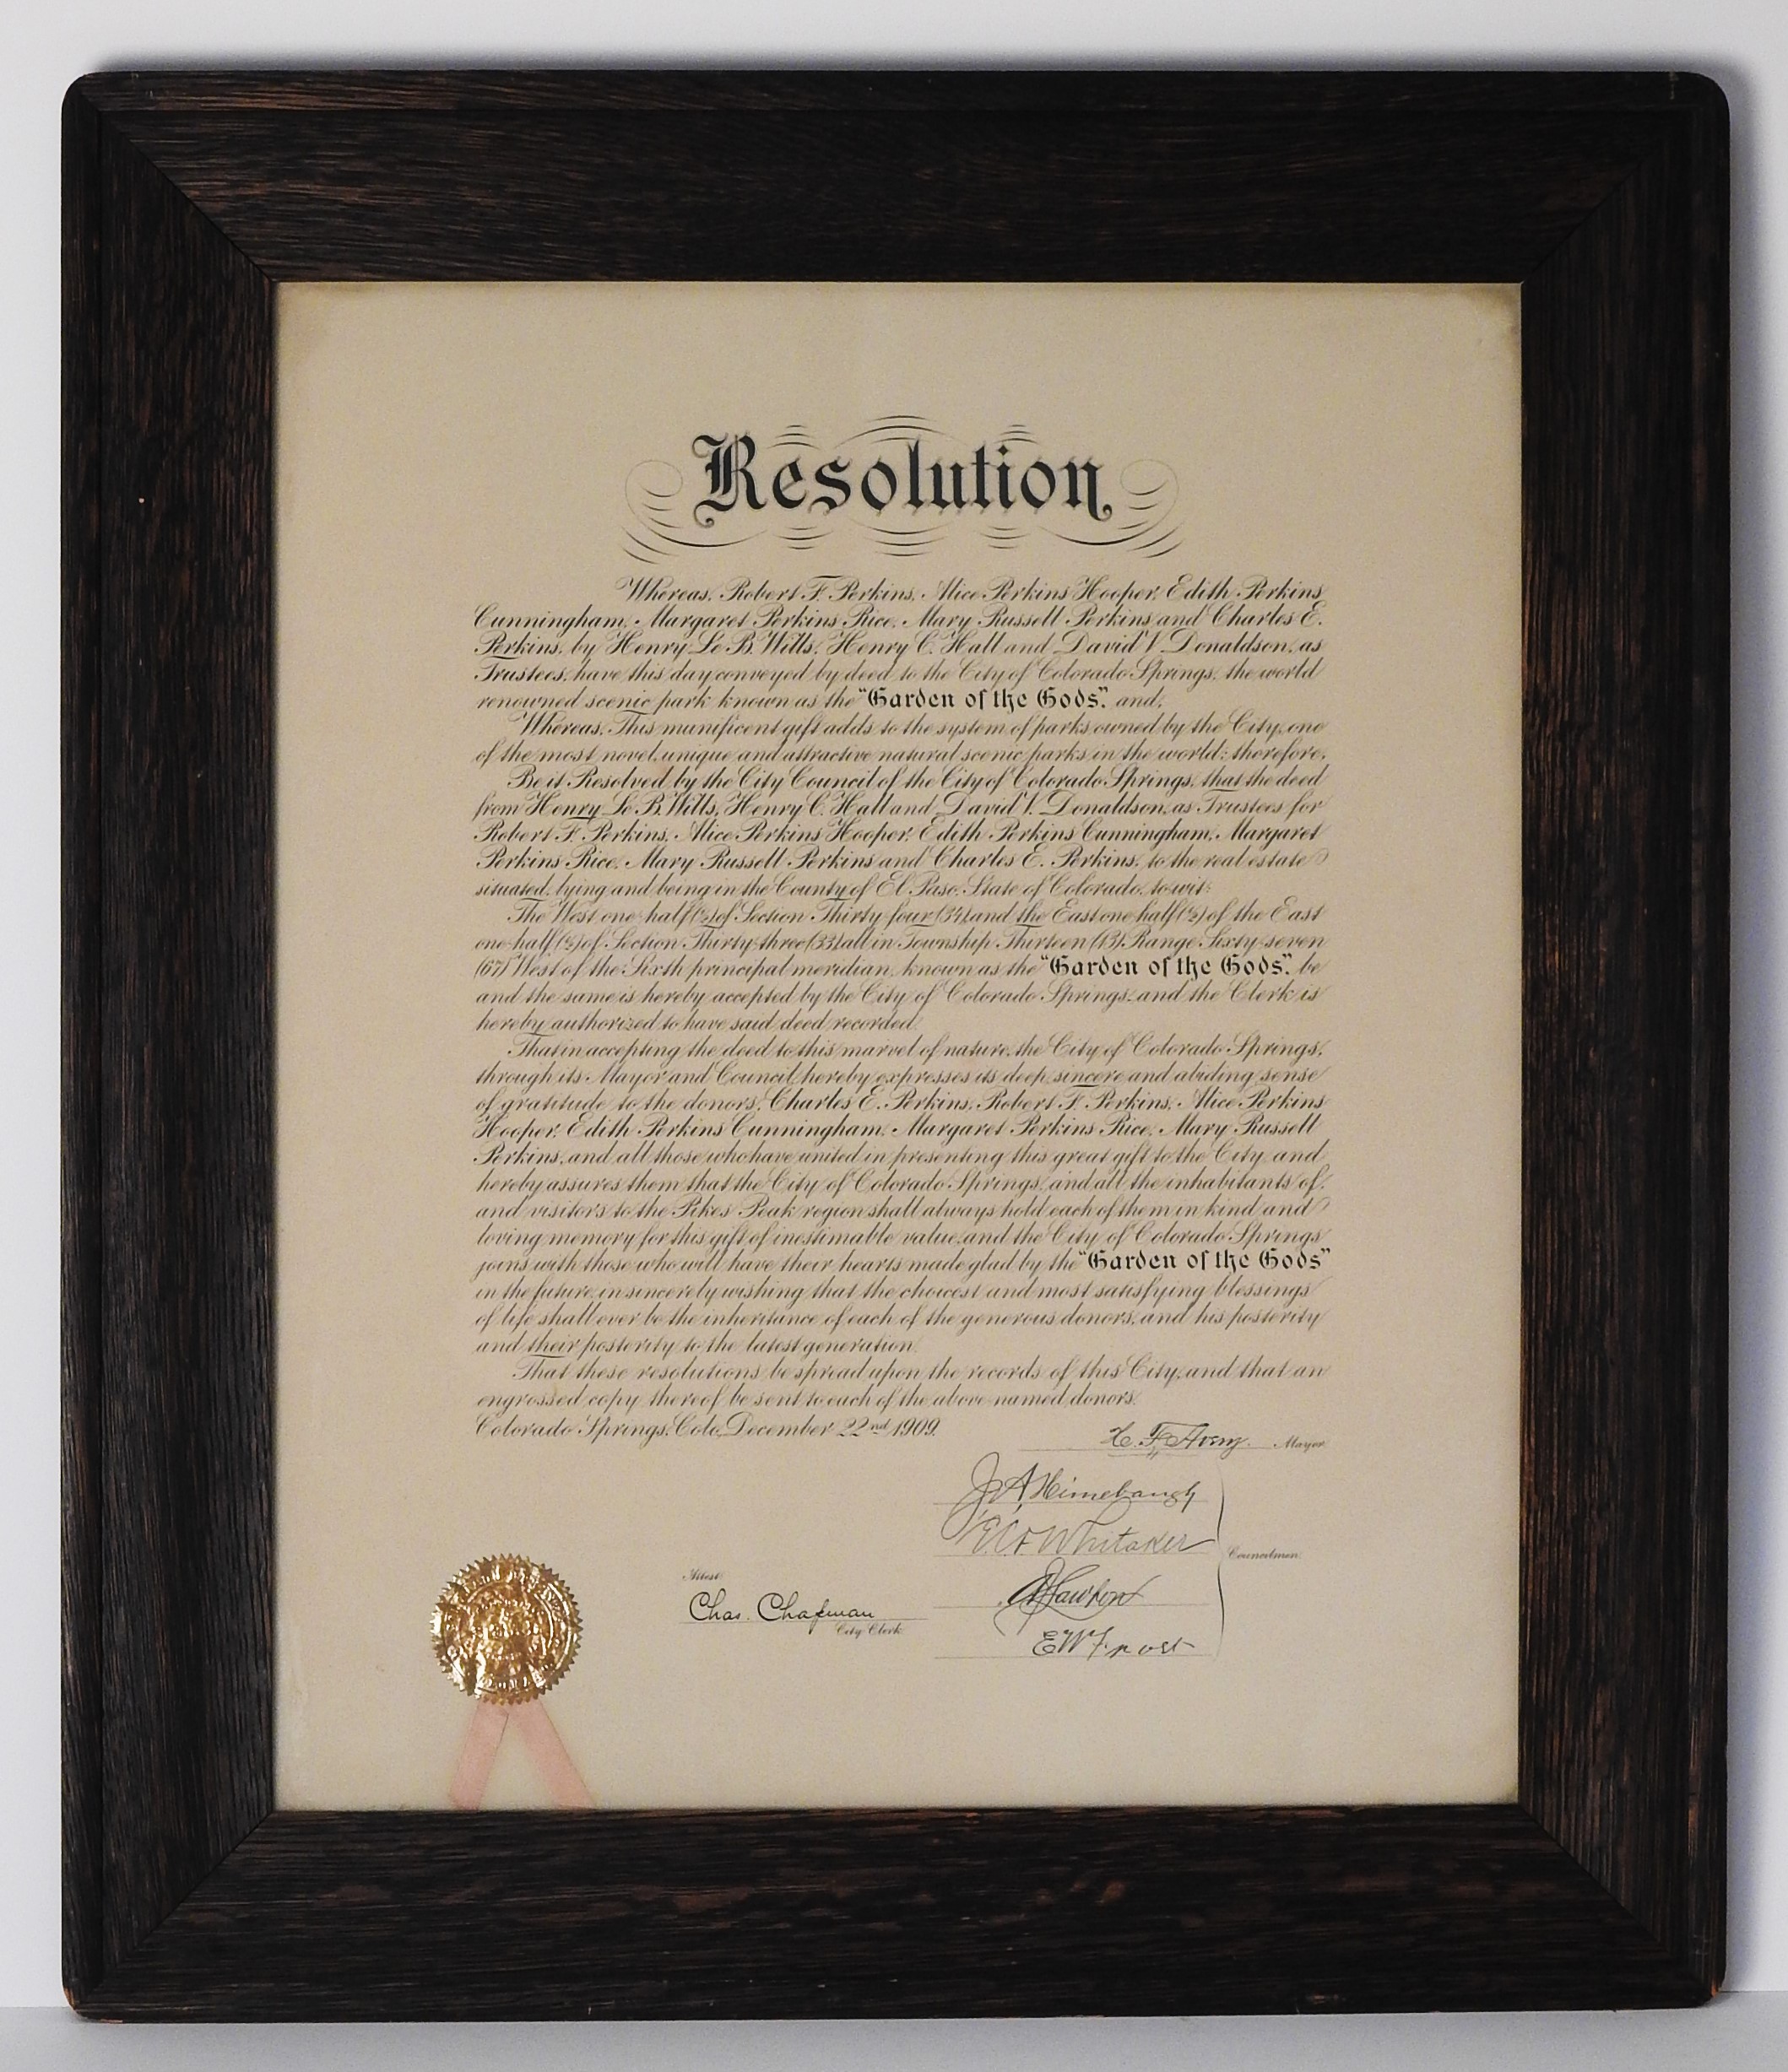 Resolution
Whereas, Robert F. Perkins, Alice Perkins Hooper, Edith Perkins
Cunningham, Margaret Perkins Rice, Mary Russell Perkins and Charles E.
Perkins, by Henry Le B. Wills, Henry C. Hall and David V. Donaldson, as
Trustees, have this day conveyed by deed to the City of Colorado Springs, the world
renowned scenic park known as the "Garden of the Gods", and,
Whereas, This munificent gift adds to the system of parks owned by the City, one
of the most novel, unique and attractive natural scenic parks in the world; therefore,
Be it Resolved by the City Council of the City of Colorado Springs, that the deed
from Henry Le B. Wills, Henry C. Hall and David V. Donaldson, as Trustees for
Robert F. Perkins, Alice Perkins Hooper, Edith Perkins Cunningham, Margaret
Perkins Rice, Mary Russell Perkins and Charles E. Perkins, to the real estate
situated, lying and being in the County of El Paso, State of Colorado, to wit:
The West one-half (½) of Section Thirty four (34) and the East one half (½) of the East
one-half (½) of Section Thirty-three (33) all in Township Thirteen (13) Range Sixty-seven
(67) West of the Sixth principal meridian, known as the "Garden of the Gods", be
and the same is hereby accepted by the City of Colorado Springs, and the Clerk is
hereby authorized to have said deed recorded.
That in accepting the deed to this marvel of nature, the City of Colorado Springs,
through its Mayor and Council, hereby expresses its deep, sincere and abiding sense
of gratitude to the donors, Charles E. Perkins, Robert F. Perkins, Alice Perkins
Hooper, Edith Perkins Cunningham, Margaret Perkins Rice, Mary Russell
Perkins, and all those who have united in presenting this great gift to the City, and
hereby assures them that the City of Colorado Springs, and all the inhabitants of,
and visitors to the Pikes Peak region shall always hold each of them in kind and
loving memory for this gift of inestimable value, and the City of Colorado Springs
joins with those who will have their hearts made glad by the "Garden of the Gods"
in the future, in sincerely wishing that the choicest and most satisfying blessings
of life shall ever be the inheritance of each of the generous donors, and his posterity
and their posterity to the latest generation.
That these resolutions be spread upon the records of this City, and that an
engrossed copy thereof be sent to each of the above named donors.
Colorado Springs, Colo, December 22nd 1909.
H. F. Avery. Mayor
J. A. Himebaugh
E. C. F. Whitaker
Councilmen.
Attest
Chas. Chapman
Lawton
City Clerk
E W Frost